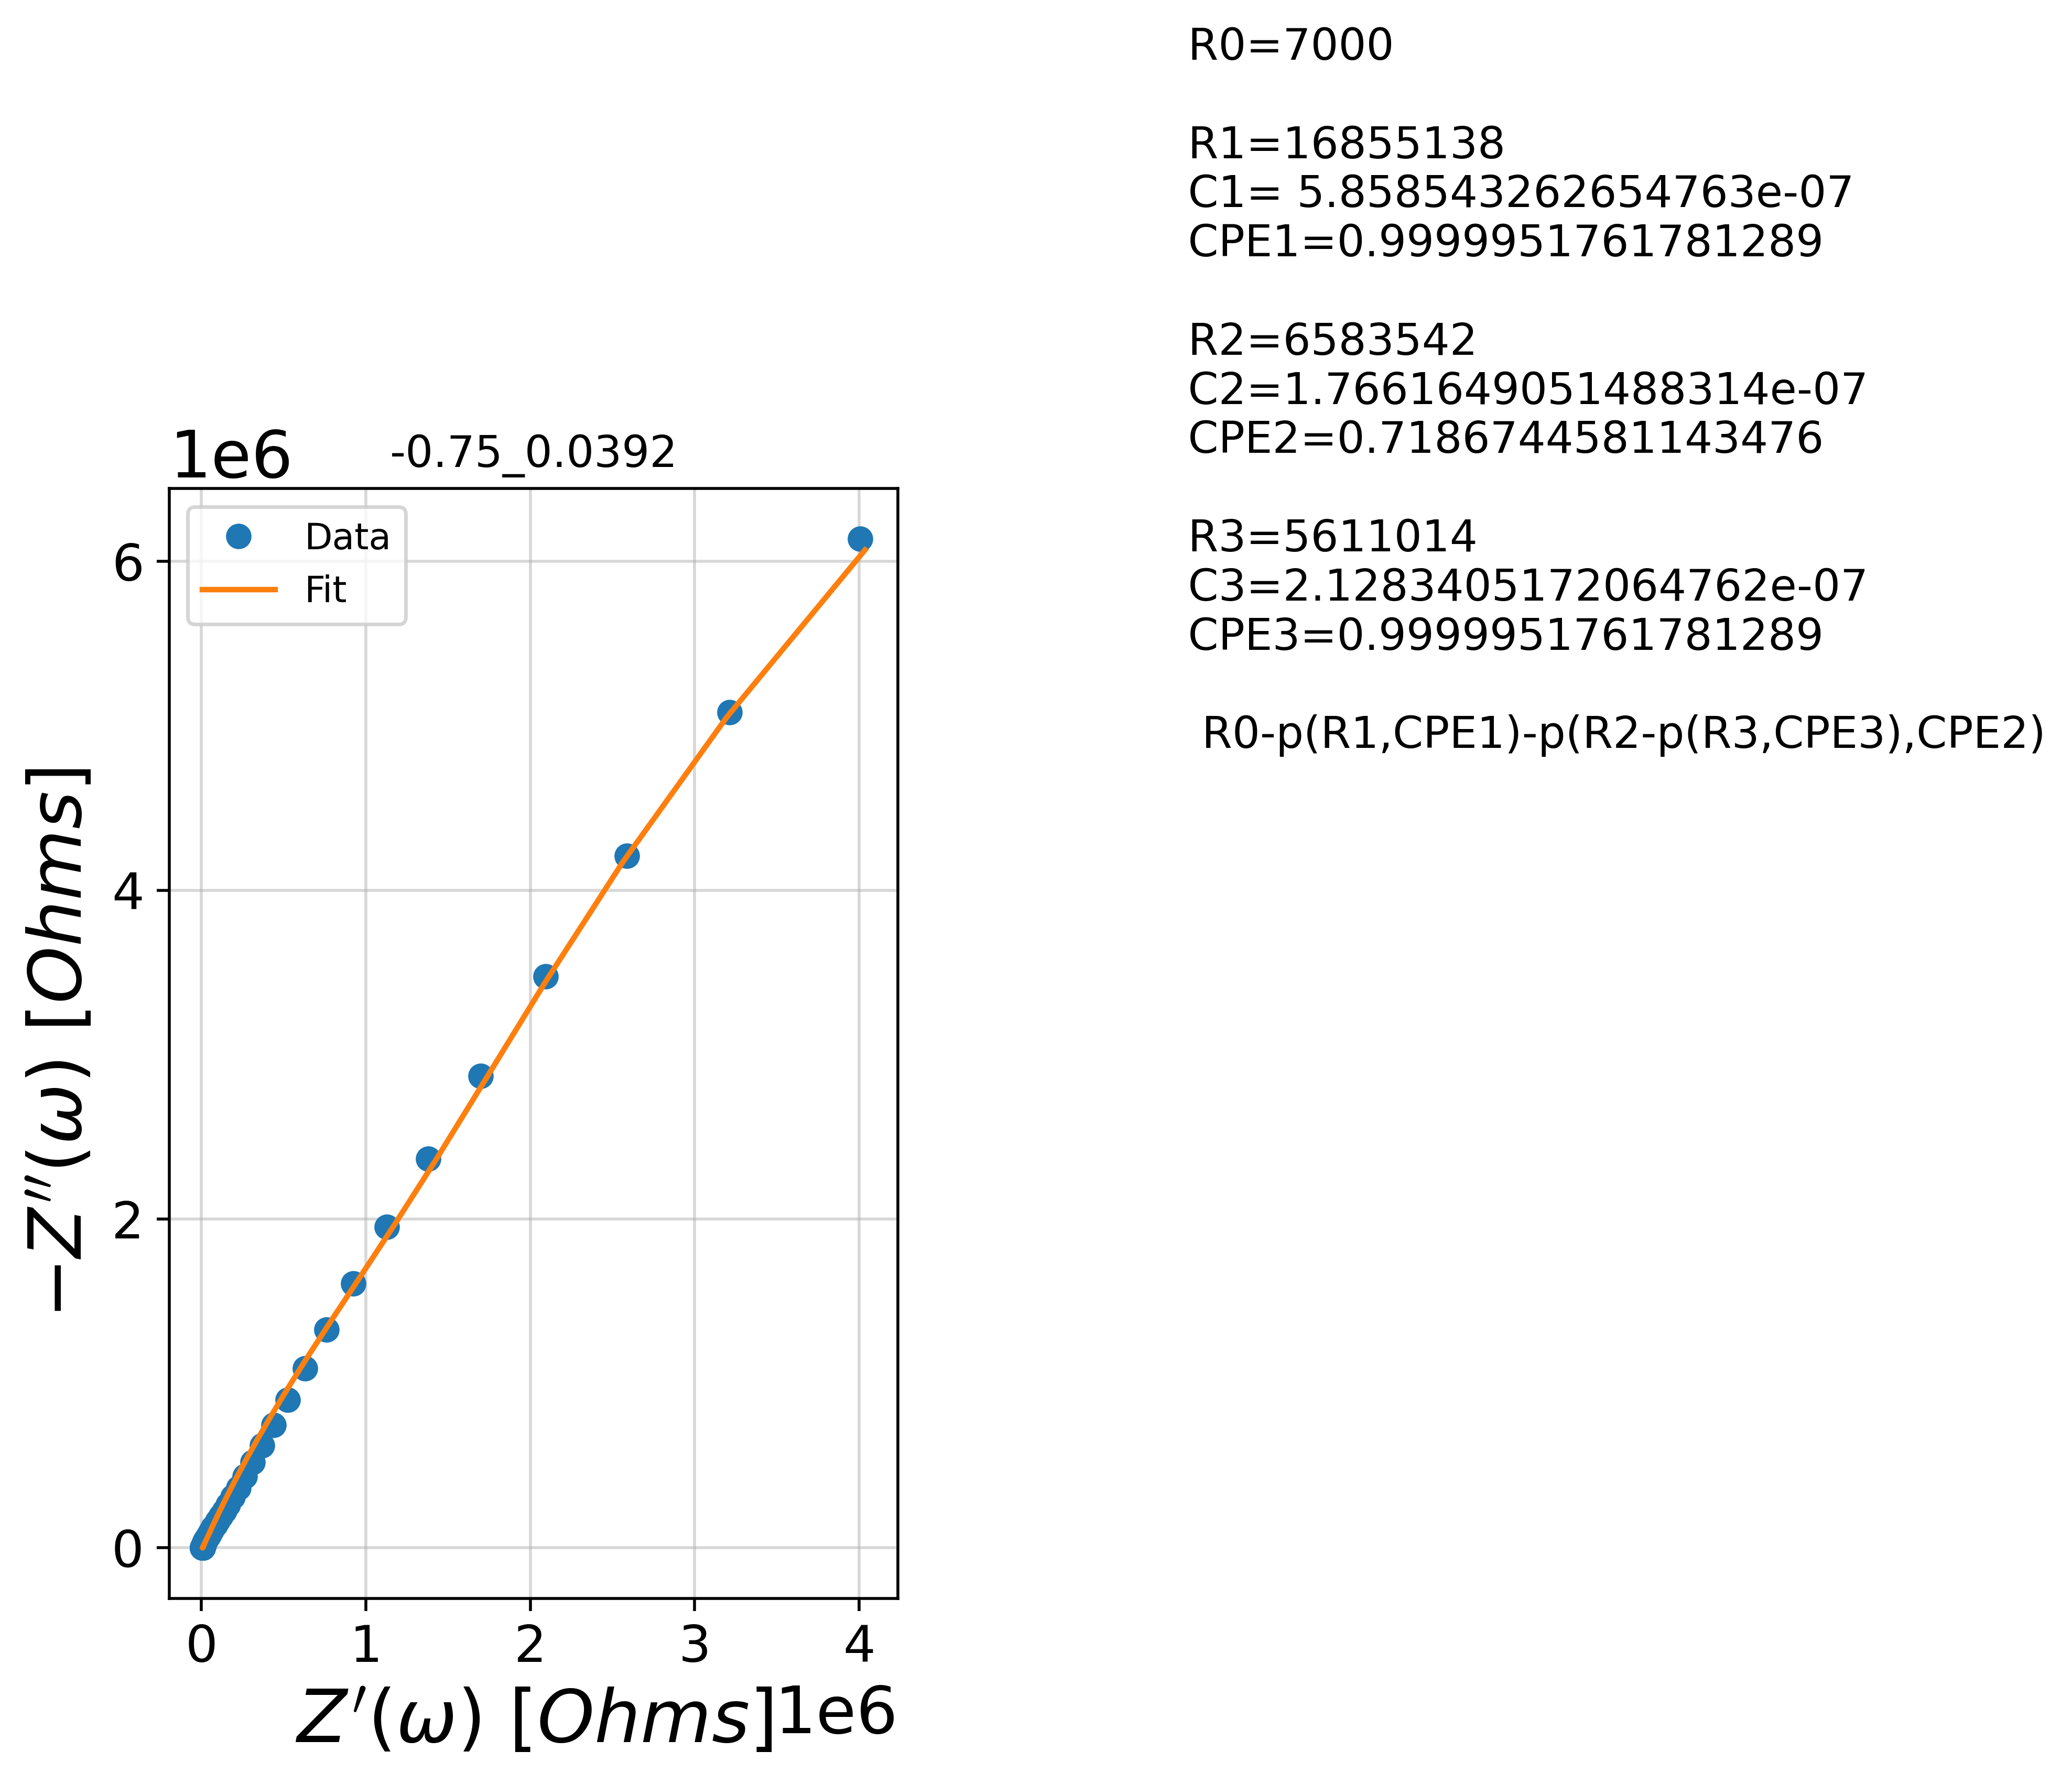 R0=7000
R1=16855138
C1= 5.858543262654763e-07
CPE1=0.9999951761781289
R2=6583542
C2=1.7661649051488314e-07
CPE2=0.7186744581143476
R3=5611014
C3=2.1283405172064762e-07
CPE3=0.9999951761781289
R0-p(R1,CPE1)-p(R2-p(R3,CPE3),CPE2)
1e6
-0.75_0.0392
Data
Fit
6
4
2
0
−Z′′(ω) [Ohms]
0 1 2 3 4
Z′(ω) [Ohms]
1e6